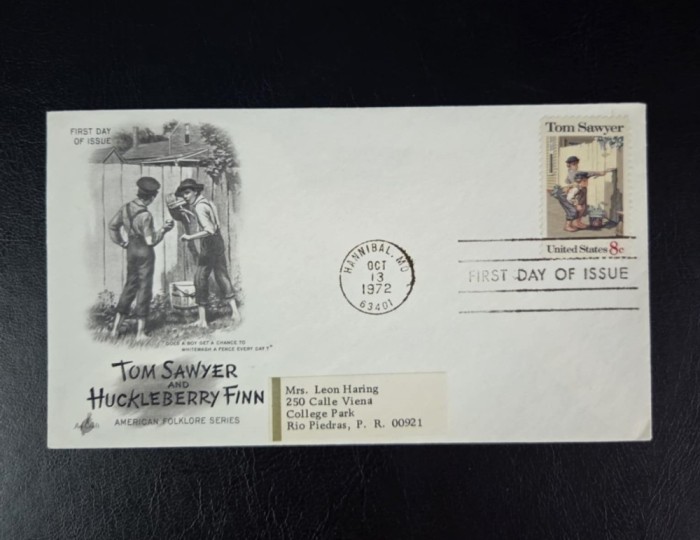 FIRST DAY
OF ISSUE
"DOES A BOY GET A CHANCE TO
WHITEWASH A FENCE EVERY DAY?"
TOM SAWYER
AND
HUCKLEBERRY FINN
AMERICAN FOLKLORE SERIES
HANNIBAL, MO
OCT
13
1972
63401
Tom Sawyer
United States 8c
FIRST DAY OF ISSUE
Mrs. Leon Haring
250 Calle Viena
College Park
Rio Piedras, P. R. 00921